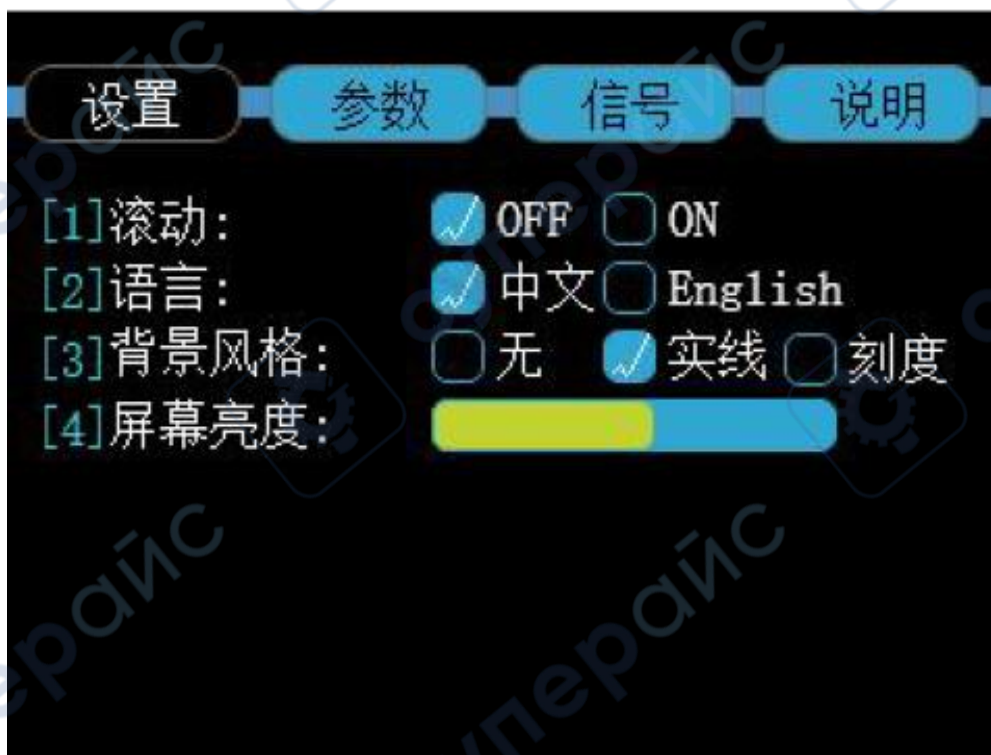 设置 参数 信号 说明
[1]滚动: OFF ON
[2]语言: 中文 English
[3]背景风格: 无 实线 刻度
[4]屏幕亮度: